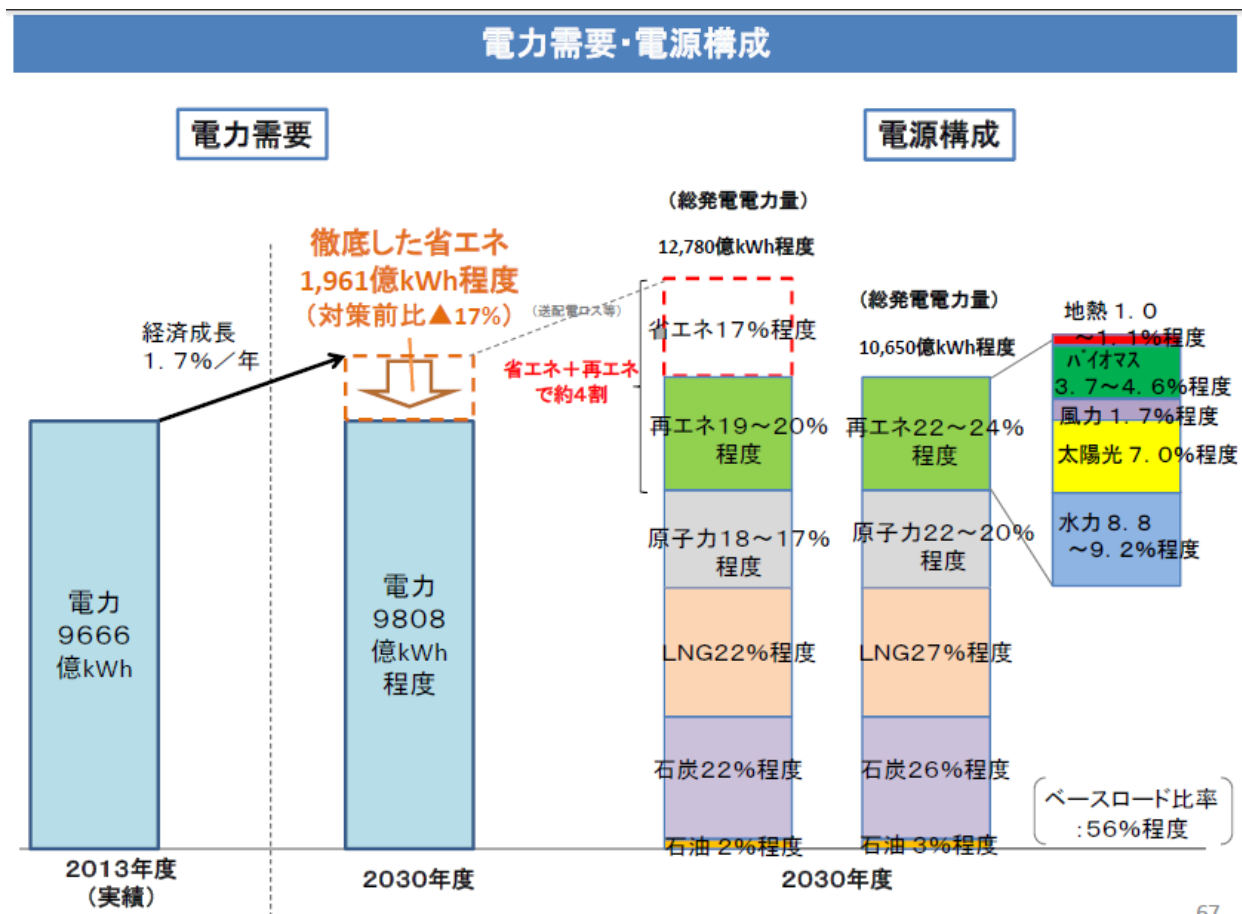 電力需要・電源構成
電力需要
電源構成
徹底した省エネ
1,961億kWh程度
(対策前比▲17%)
経済成長
1.7%/年
電力
9666
億kWh
電力
9808
億kWh
程度
2013年度
(実績)
2030年度
(送配電ロス等)
省エネ+再エネ
で約4割
(総発電電力量)
12,780億kWh程度
省エネ17%程度
再エネ19~20%
程度
原子力18~17%
程度
LNG22%程度
石炭22%程度
石油 2%程度
(総発電電力量)
10,650億kWh程度
再エネ22~24%
程度
原子力22~20%
程度
LNG27%程度
石炭26%程度
石油 3%程度
2030年度
地熱 1.0
~1.1%程度
バイオマス
3.7~4.6%程度
風力 1.7%程度
太陽光 7.0%程度
水力 8.8
~9.2%程度
ベースロード比率
:56%程度
67